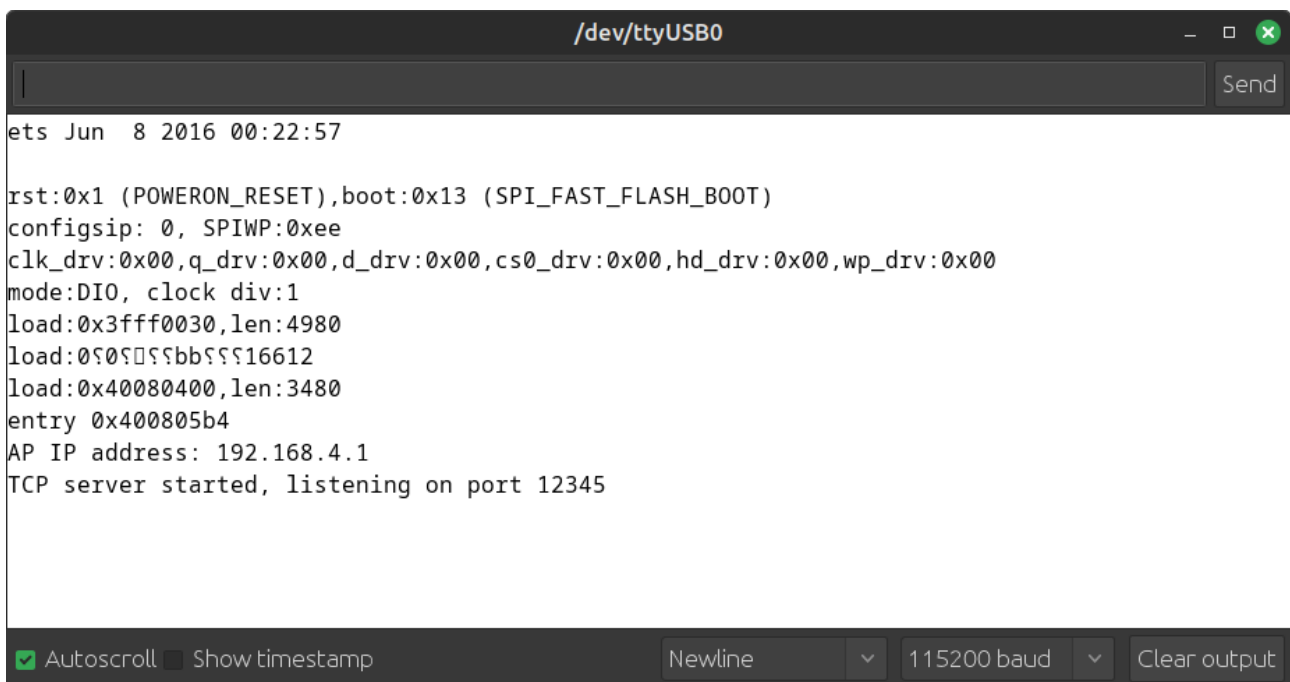 /dev/ttyUSB0
Send
ets Jun  8 2016 00:22:57
rst:0x1 (POWERON_RESET),boot:0x13 (SPI_FAST_FLASH_BOOT)
configsip: 0, SPIWP:0xee
clk_drv:0x00,q_drv:0x00,d_drv:0x00,cs0_drv:0x00,hd_drv:0x00,wp_drv:0x00
mode:DIO, clock div:1
load:0x3fff0030,len:4980
load:0⸮0⸮▯⸮⸮bb⸮⸮⸮16612
load:0x40080400,len:3480
entry 0x400805b4
AP IP address: 192.168.4.1
TCP server started, listening on port 12345
Autoscroll Show timestamp Newline 115200 baud Clear output